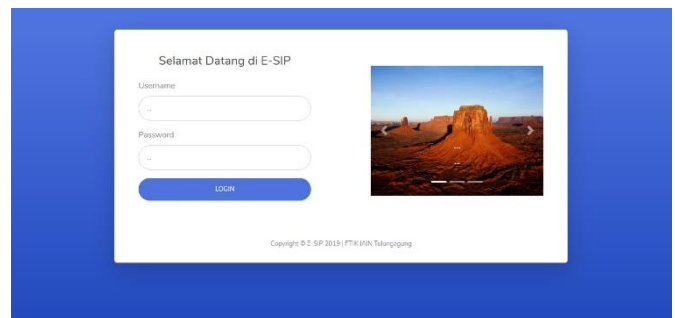 Selamat Datang di E-SIP
Username
...
Password
...
LOGIN
...
...
Copyright © E-SIP 2019 | FTIK IAIN Tulungagung